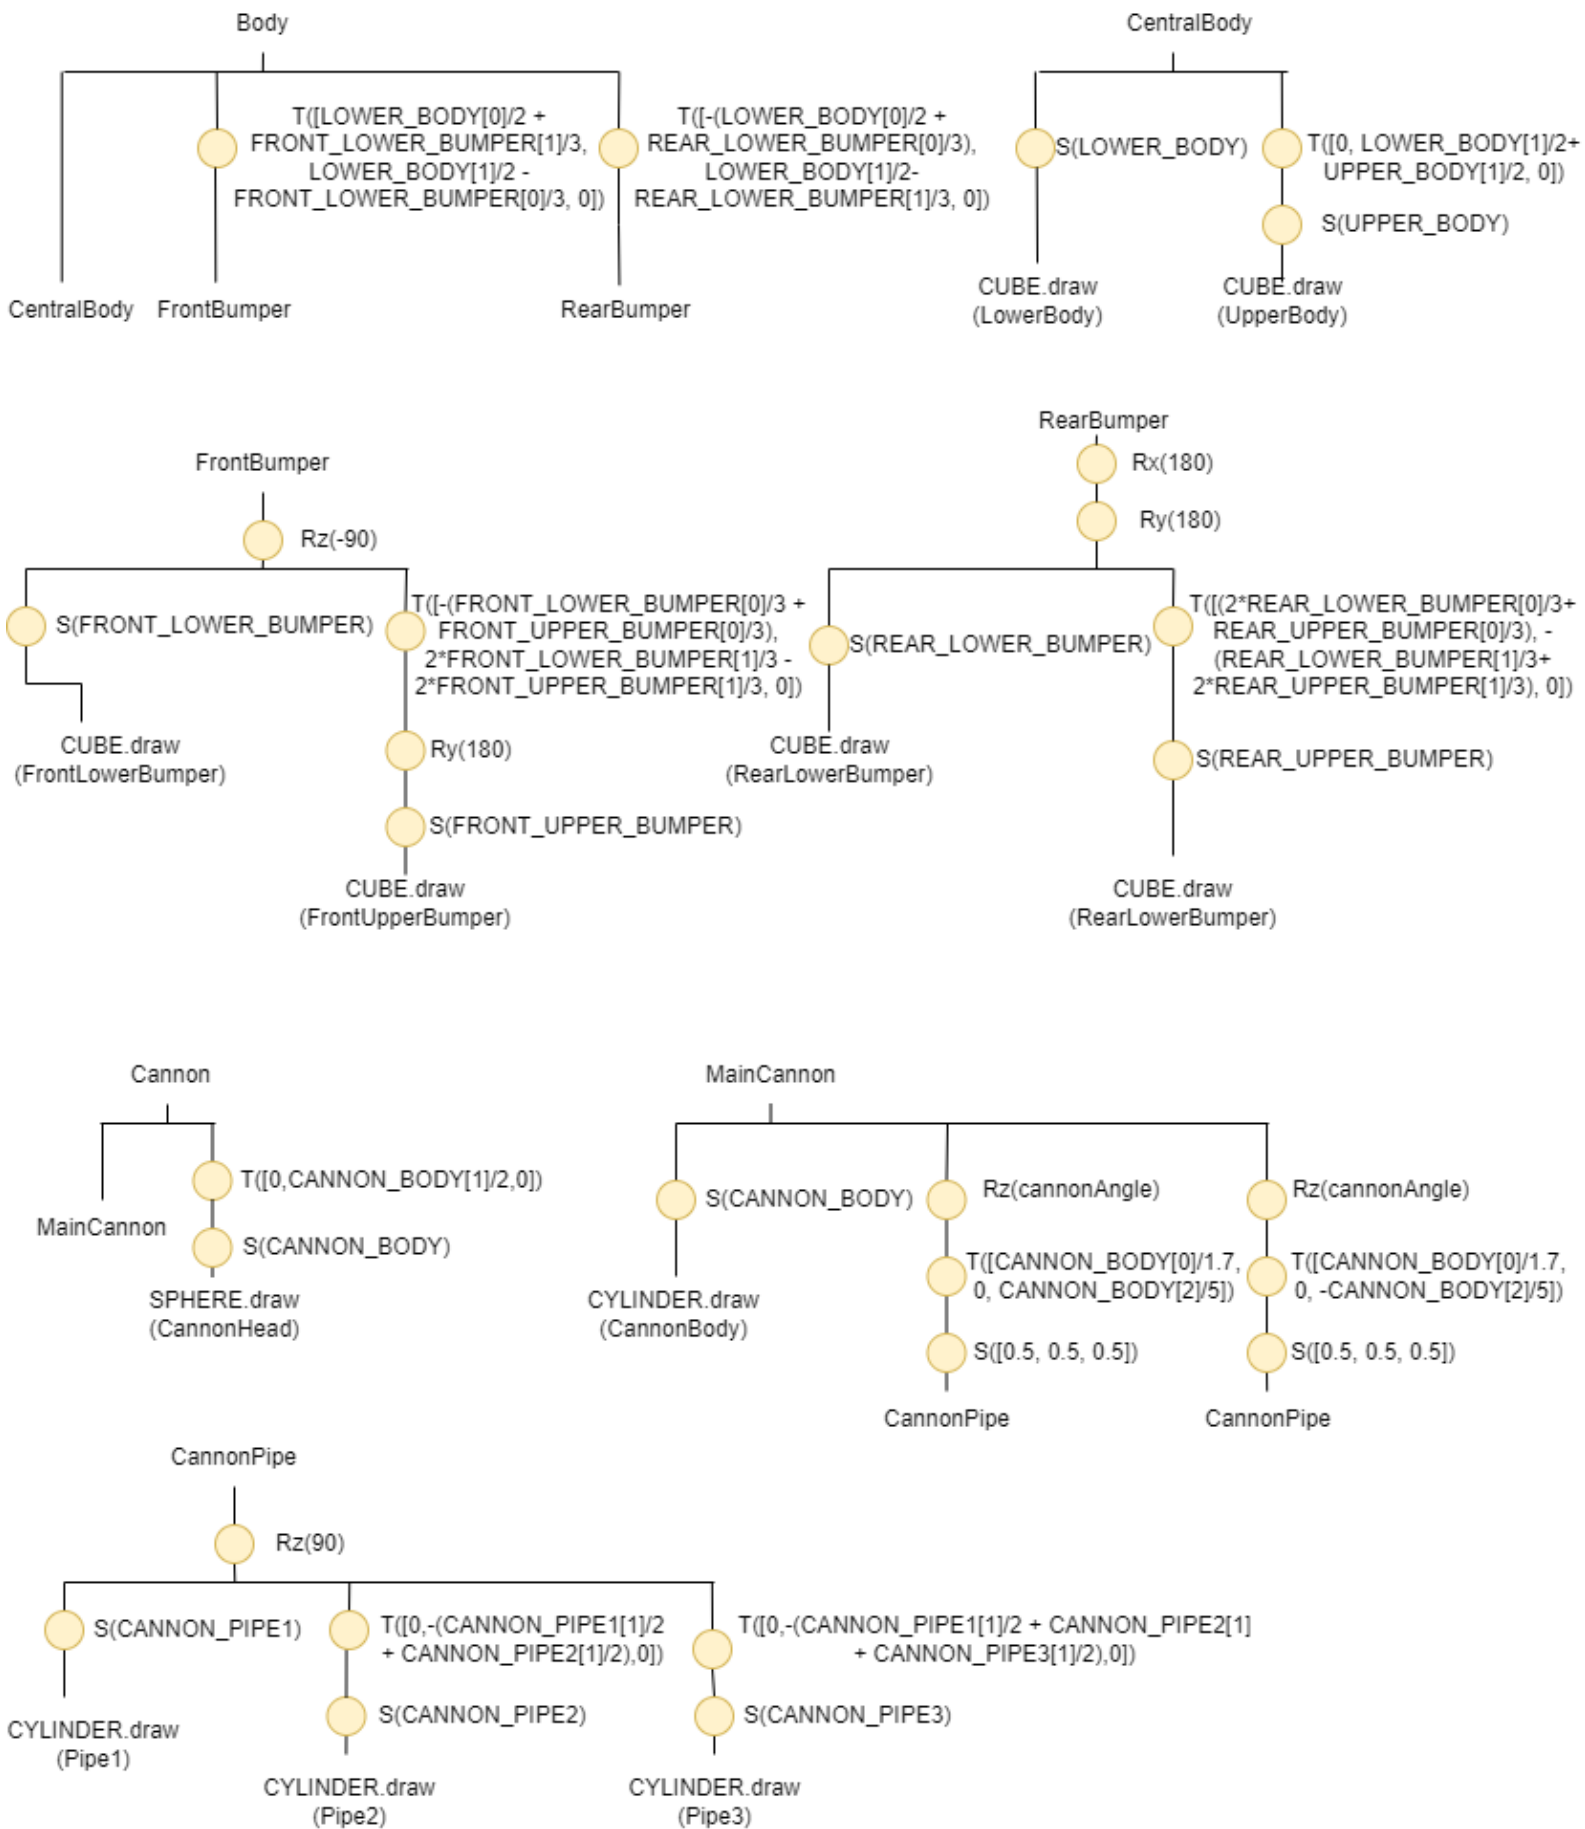 Body
T([LOWER_BODY[0]/2 +
FRONT_LOWER_BUMPER[1]/3,
LOWER_BODY[1]/2 -
FRONT_LOWER_BUMPER[0]/3, 0])
T([-(LOWER_BODY[0]/2 +
REAR_LOWER_BUMPER[0]/3),
LOWER_BODY[1]/2-
REAR_LOWER_BUMPER[1]/3, 0])
CentralBody
FrontBumper
RearBumper
CentralBody
S(LOWER_BODY)
T([0, LOWER_BODY[1]/2+
UPPER_BODY[1]/2, 0])
S(UPPER_BODY)
CUBE.draw
(LowerBody)
CUBE.draw
(UpperBody)
FrontBumper
Rz(-90)
S(FRONT_LOWER_BUMPER)
T([-(FRONT_LOWER_BUMPER[0]/3 +
FRONT_UPPER_BUMPER[0]/3),
2*FRONT_LOWER_BUMPER[1]/3 -
2*FRONT_UPPER_BUMPER[1]/3, 0])
CUBE.draw
(FrontLowerBumper)
Ry(180)
S(FRONT_UPPER_BUMPER)
CUBE.draw
(FrontUpperBumper)
RearBumper
Rx(180)
Ry(180)
S(REAR_LOWER_BUMPER)
T([(2*REAR_LOWER_BUMPER[0]/3+
REAR_UPPER_BUMPER[0]/3), -
(REAR_LOWER_BUMPER[1]/3+
2*REAR_UPPER_BUMPER[1]/3), 0])
CUBE.draw
(RearLowerBumper)
S(REAR_UPPER_BUMPER)
CUBE.draw
(RearLowerBumper)
Cannon
T([0,CANNON_BODY[1]/2,0])
MainCannon
S(CANNON_BODY)
SPHERE.draw
(CannonHead)
MainCannon
S(CANNON_BODY)
CYLINDER.draw
(CannonBody)
Rz(cannonAngle)
T([CANNON_BODY[0]/1.7,
0, CANNON_BODY[2]/5])
S([0.5, 0.5, 0.5])
CannonPipe
Rz(cannonAngle)
T([CANNON_BODY[0]/1.7,
0, -CANNON_BODY[2]/5])
S([0.5, 0.5, 0.5])
CannonPipe
CannonPipe
Rz(90)
S(CANNON_PIPE1)
CYLINDER.draw
(Pipe1)
T([0,-(CANNON_PIPE1[1]/2
+ CANNON_PIPE2[1]/2),0])
S(CANNON_PIPE2)
CYLINDER.draw
(Pipe2)
T([0,-(CANNON_PIPE1[1]/2 + CANNON_PIPE2[1]
+ CANNON_PIPE3[1]/2),0])
S(CANNON_PIPE3)
CYLINDER.draw
(Pipe3)